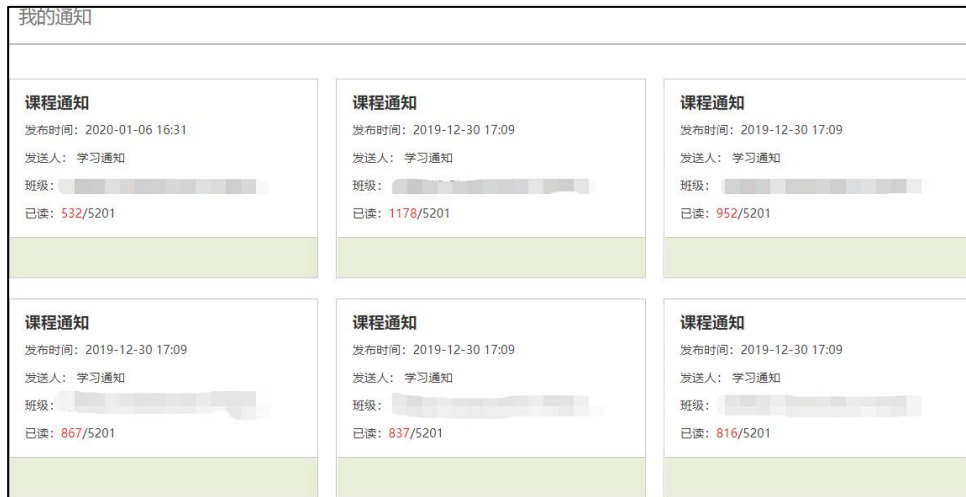 我的通知
课程通知
发布时间：2020-01-06 16:31
发送人： 学习通知
班级：
已读：532/5201
课程通知
发布时间：2019-12-30 17:09
发送人： 学习通知
班级：
已读：1178/5201
课程通知
发布时间：2019-12-30 17:09
发送人： 学习通知
班级：
已读：952/5201
课程通知
发布时间：2019-12-30 17:09
发送人： 学习通知
班级：
已读：867/5201
课程通知
发布时间：2019-12-30 17:09
发送人： 学习通知
班级：
已读：837/5201
课程通知
发布时间：2019-12-30 17:09
发送人： 学习通知
班级：
已读：816/5201